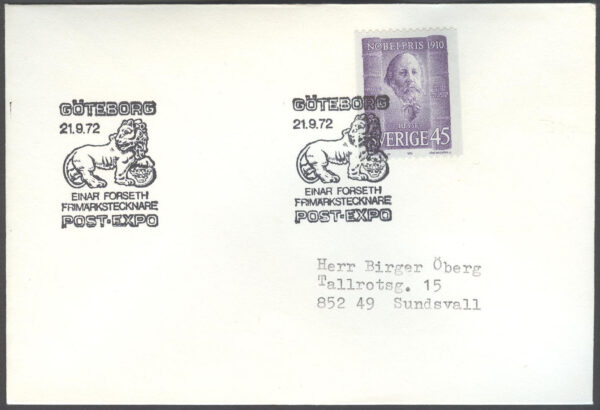 GÖTEBORG
21.9.72
EINAR FORSETH
FRIMÄRKSTECKNARE
POST-EXPO
GÖTEBORG
21.9.72
EINAR FORSETH
FRIMÄRKSTECKNARE
POST-EXPO
NOBELPRIS 1910
SVERIGE 45
Herr Birger Öberg
Tallrotsg. 15
852 49 Sundsvall